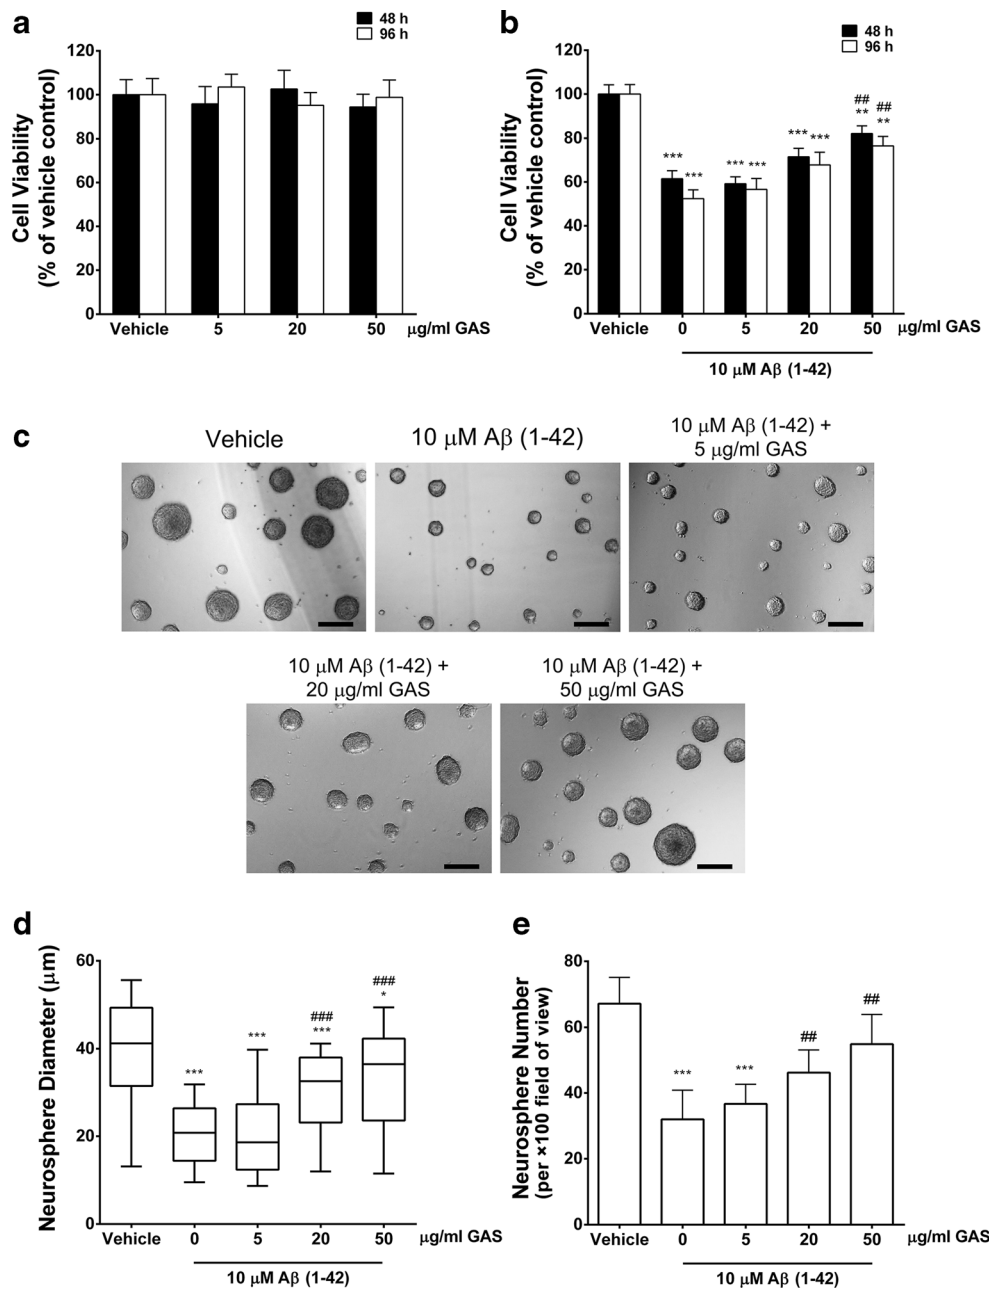 a
48 h
96 h
Cell Viability
(% of vehicle control)
120
100
80
60
40
20
0
Vehicle 5 20 50 μg/ml GAS
b
48 h
96 h
Cell Viability
(% of vehicle control)
120
100
80
60
40
20
0
*** *** *** *** *** *** ## ** ## **
Vehicle 0 5 20 50 μg/ml GAS
10 μM Aβ (1-42)
c
Vehicle
10 μM Aβ (1-42)
10 μM Aβ (1-42) +
5 μg/ml GAS
10 μM Aβ (1-42) +
20 μg/ml GAS
10 μM Aβ (1-42) +
50 μg/ml GAS
d
Neurosphere Diameter (μm)
60
40
20
0
*** *** ### *** ### *
Vehicle 0 5 20 50 μg/ml GAS
10 μM Aβ (1-42)
e
Neurosphere Number
(per ×100 field of view)
80
60
40
20
0
*** *** ## ##
Vehicle 0 5 20 50 μg/ml GAS
10 μM Aβ (1-42)